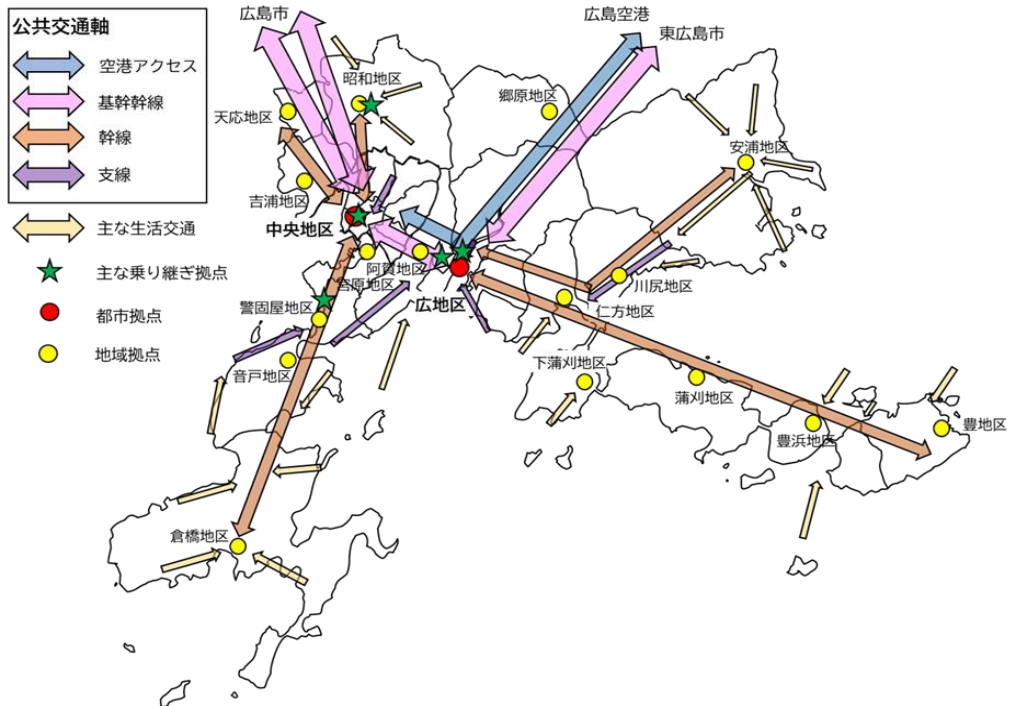 公共交通軸
空港アクセス
基幹幹線
幹線
支線
主な生活交通
主な乗り継ぎ拠点
都市拠点
地域拠点
広島市
広島空港
東広島市
昭和地区
天応地区
郷原地区
安浦地区
吉浦地区
中央地区
阿賀地区
宮原地区
広地区
川尻地区
仁方地区
警固屋地区
音戸地区
下蒲刈地区
蒲刈地区
豊浜地区
豊地区
倉橋地区